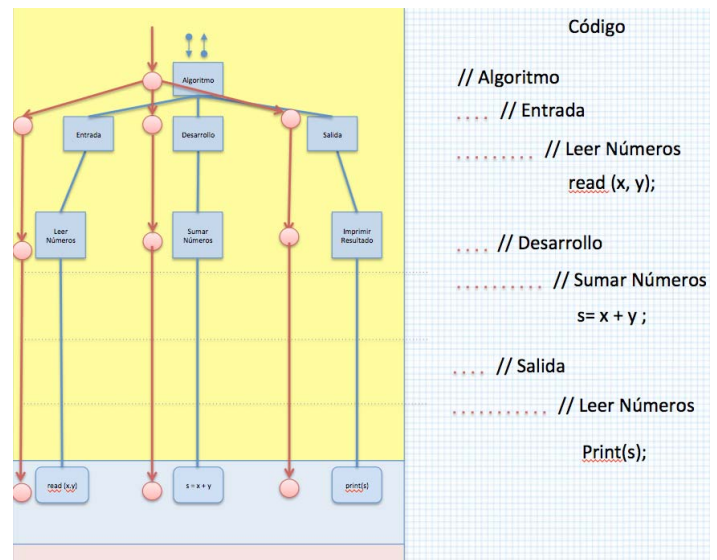 Algoritmo
Entrada
Desarrollo
Salida
Leer
Números
Sumar
Números
Imprimir
Resultado
read (x,y)
s = x + y
print(s)
Código
// Algoritmo
.... // Entrada
......... // Leer Números
read (x, y);
.... // Desarrollo
.......... // Sumar Números
s= x + y ;
.... // Salida
........... // Leer Números
Print(s);